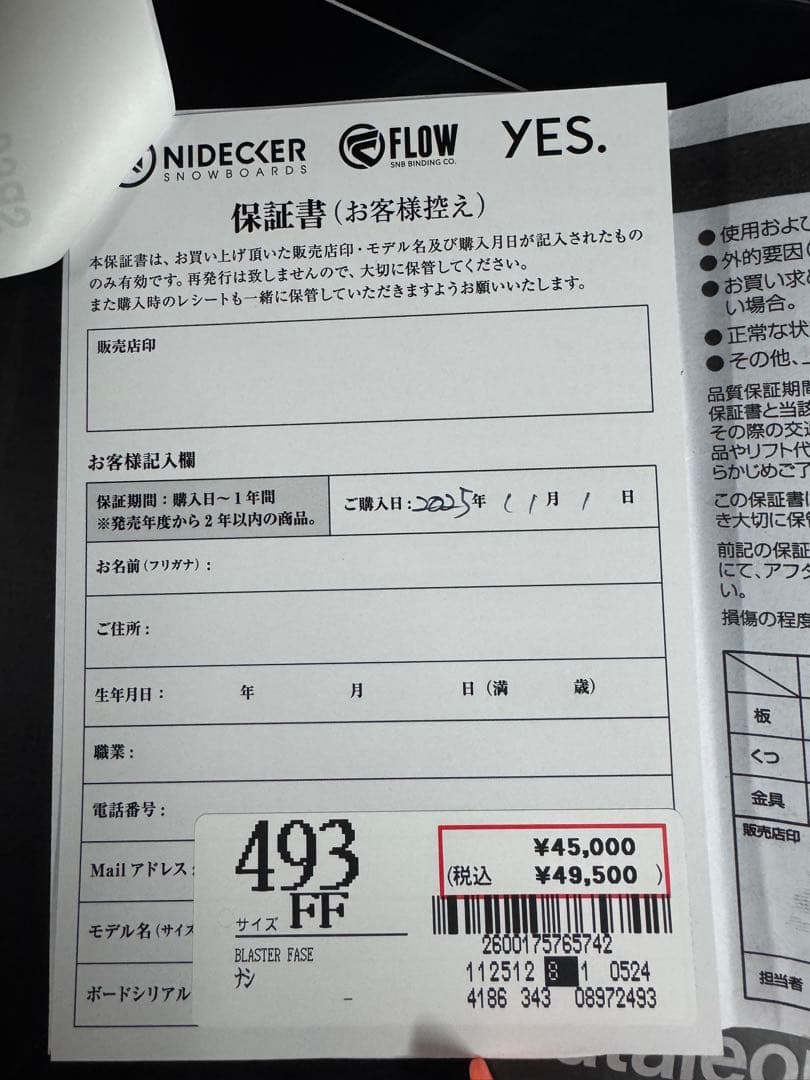 NIDECKER
SNOWBOARDS
FLOW
SNB BINDING CO.
YES.
保証書(お客様控え)
本保証書は、お買い上げ頂いた販売店印・モデル名及び購入月日が記入されたもの
のみ有効です。再発行は致しませんので、大切に保管してください。
また購入時のレシートも一緒に保管していただきますようお願いいたします。
販売店印
お客様記入欄
保証期間：購入日〜1年間
※発売年度から2年以内の商品。
ご購入日：2025年 11月 1 日
お名前(フリガナ)：
ご住所：
生年月日： 年 月 日(満 歳)
職業：
電話番号：
Mailアドレス：
モデル名(サイズ
ボードシリアル
493
サイズ FF
BLASTER FASE
ナシ
¥45,000
(税込 ¥49,500 )
2600175765742
112512 8 1 0524
4186 343 08972493
●使用およ
●外的要因
●お買い求
い場合。
●正常な状
●その他、
品質保証期間
保証書と当該
その際の交
品やリフト代
らかじめご了
この保証書
き大切に保
前記の保証
にて、アフタ
い。
損傷の程度
板
くつ
金具
販売店印
担当者